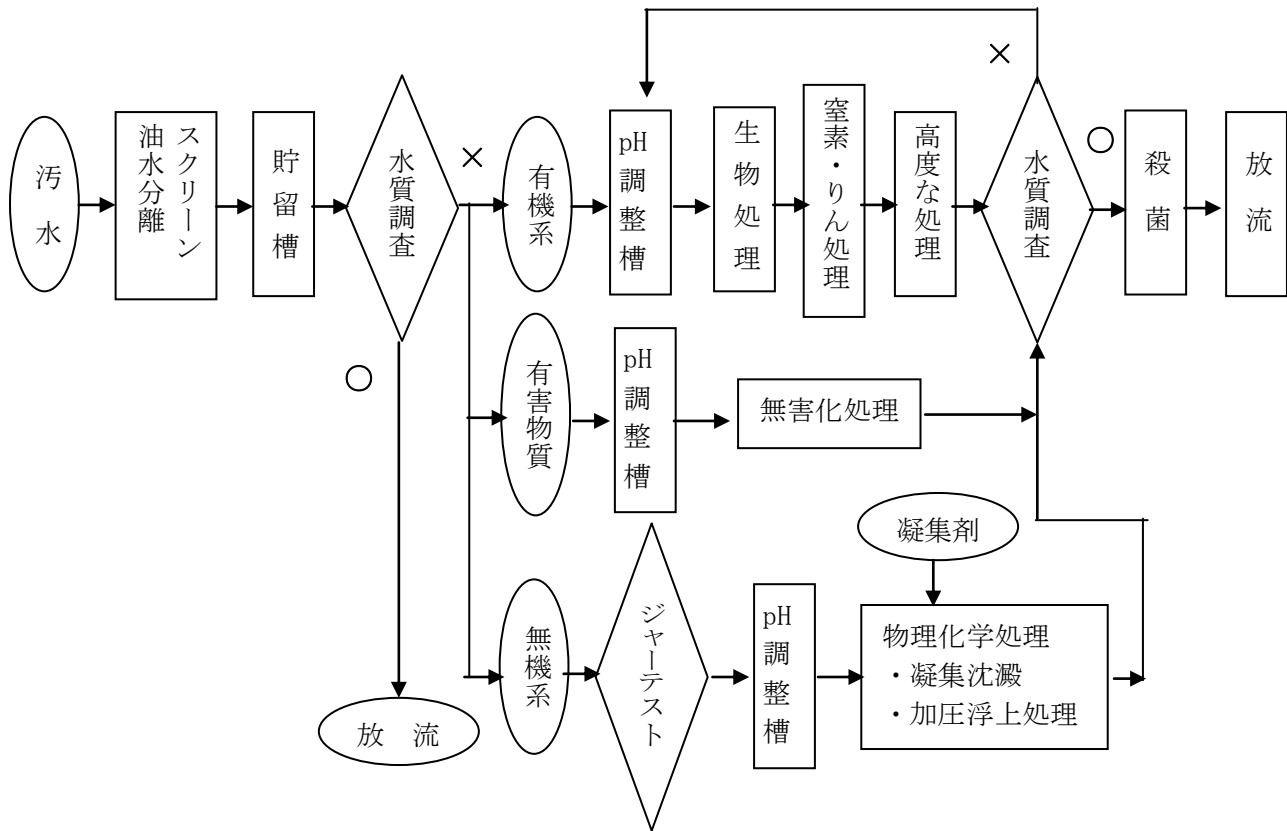 汚水
スクリーン
油水分離
貯留槽
水質調査
×
○
放 流
有機系
pH調整槽
生物処理
窒素・りん処理
高度な処理
水質調査
×
○
殺菌
放流
有害物質
pH調整槽
無害化処理
無機系
ジャーテスト
pH調整槽
凝集剤
物理化学処理
・凝集沈澱
・加圧浮上処理